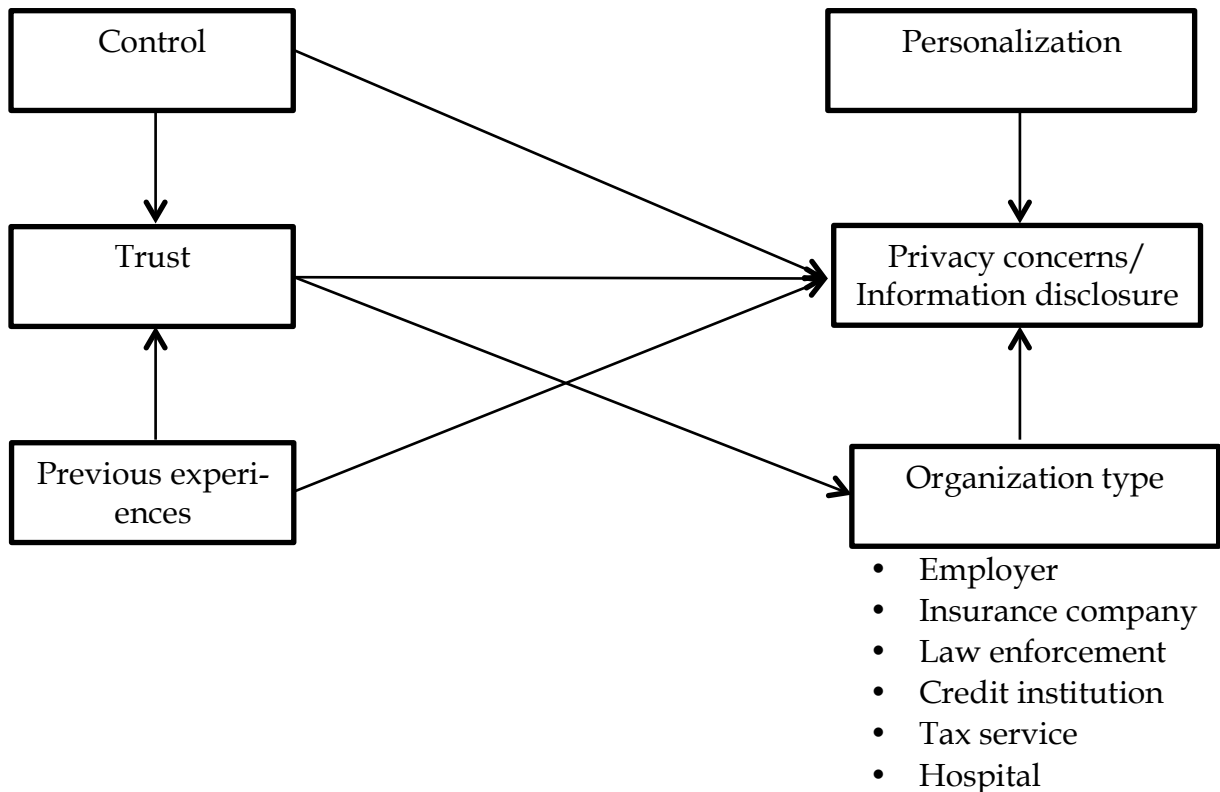 Control
Personalization
Trust
Privacy concerns/
Information disclosure
Previous experi-
ences
Organization type
• Employer
• Insurance company
• Law enforcement
• Credit institution
• Tax service
• Hospital